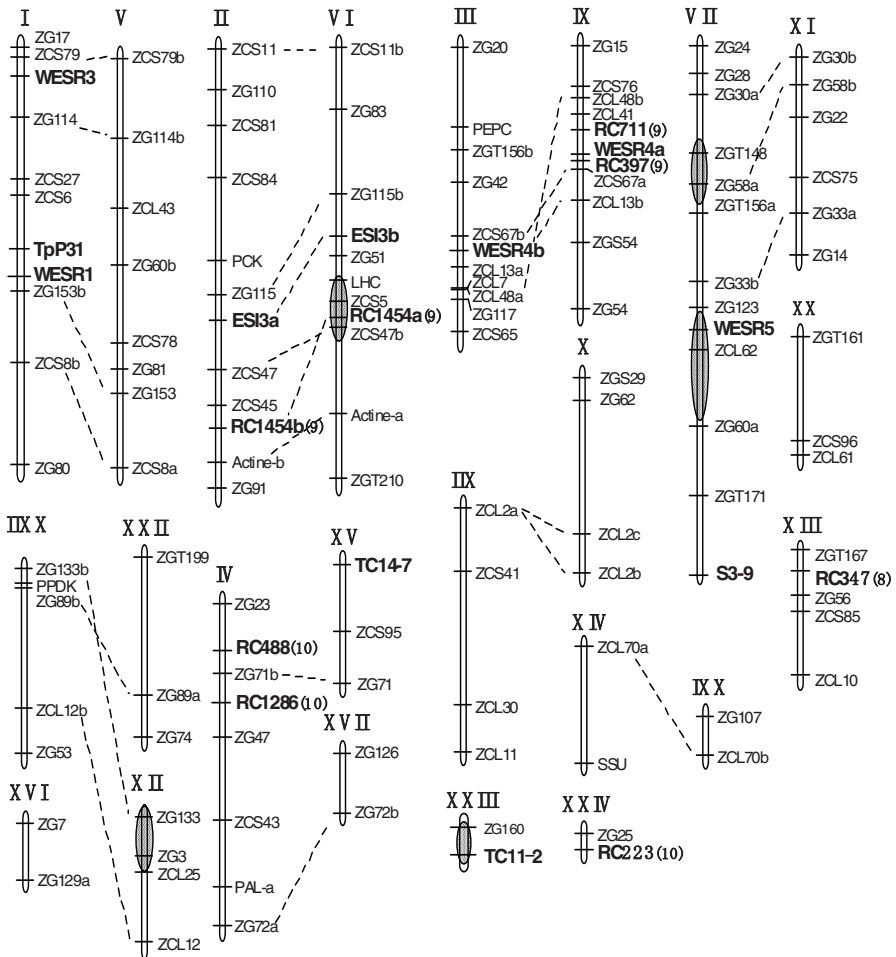 I
ZG17
ZCS79
WESR3
ZG114
ZCS27
ZCS6
TpP31
WESR1
ZG153b
ZCS8b
ZG80
V
ZCS79b
ZG114b
ZCL43
ZG60b
ZCS78
ZG81
ZG153
ZCS8a
II
ZCS11
ZG110
ZCS81
ZCS84
PCK
ZG115
ESI3a
ZCS47
ZCS45
RC1454b(9)
Actine-b
ZG91
VI
ZCS11b
ZG83
ZG115b
ESI3b
ZG51
LHC
ZCS5
RC1454a(9)
ZCS47b
Actine-a
ZGT210
III
ZG20
PEPC
ZGT156b
ZG42
ZCS67b
WESR4b
ZCL13a
ZCL7
ZCL48a
ZG117
ZCS65
IX
ZG15
ZCS76
ZCL48b
ZCL41
RC711(9)
WESR4a
RC397(9)
ZCS67a
ZCL13b
ZGS54
ZG54
VII
ZG24
ZG28
ZG30a
ZGT148
ZG58a
ZGT156a
ZG33b
ZG123
WESR5
ZCL62
ZG60a
ZGT171
S3-9
XI
ZG30b
ZG58b
ZG22
ZCS75
ZG33a
ZG14
XX
ZGT161
ZCS96
ZCL61
X
ZGS29
ZG62
ZCL2c
ZCL2b
IIX
ZCL2a
ZCS41
ZCL30
ZCL11
XIII
ZGT167
RC347(8)
ZG56
ZCS85
ZCL10
IIXX
ZG133b
PPDK
ZG89b
ZCL12b
ZG53
XXII
ZGT199
ZG89a
ZG74
IV
ZG23
RC488(10)
ZG71b
RC1286(10)
ZG47
ZCS43
PAL-a
ZG72a
XV
TC14-7
ZCS95
ZG71
XVII
ZG126
ZG72b
XIV
ZCL70a
SSU
IXX
ZG107
ZCL70b
XVI
ZG7
ZG129a
XII
ZG133
ZG3
ZCL25
ZCL12
XXIII
ZG160
TC11-2
XXIV
ZG25
RC223(10)